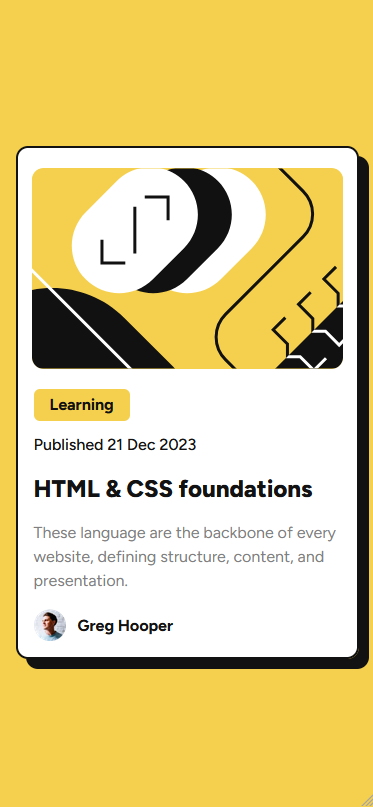 Learning
Published 21 Dec 2023
HTML & CSS foundations
These language are the backbone of every
website, defining structure, content, and
presentation.
Greg Hooper